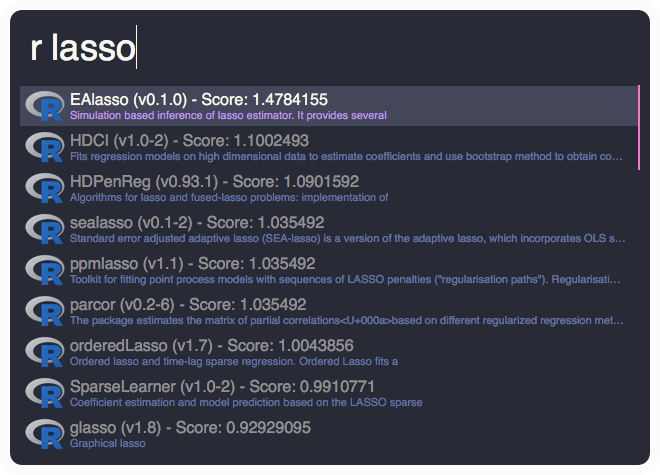 r lasso
EAlasso (v0.1.0) - Score: 1.4784155
Simulation based inference of lasso estimator. It provides several
HDCI (v1.0-2) - Score: 1.1002493
Fits regression models on high dimensional data to estimate coefficients and use bootstrap method to obtain co…
HDPenReg (v0.93.1) - Score: 1.0901592
Algorithms for lasso and fused-lasso problems: implementation of
sealasso (v0.1-2) - Score: 1.035492
Standard error adjusted adaptive lasso (SEA-lasso) is a version of the adaptive lasso, which incorporates OLS s…
ppmlasso (v1.1) - Score: 1.035492
Toolkit for fitting point process models with sequences of LASSO penalties ("regularisation paths"). Regularisati…
parcor (v0.2-6) - Score: 1.035492
The package estimates the matrix of partial correlations<U+000a>based on different regularized regression met…
orderedLasso (v1.7) - Score: 1.0043856
Ordered lasso and time-lag sparse regression. Ordered Lasso fits a
SparseLearner (v1.0-2) - Score: 0.9910771
Coefficient estimation and model prediction based on the LASSO sparse
glasso (v1.8) - Score: 0.92929095
Graphical lasso